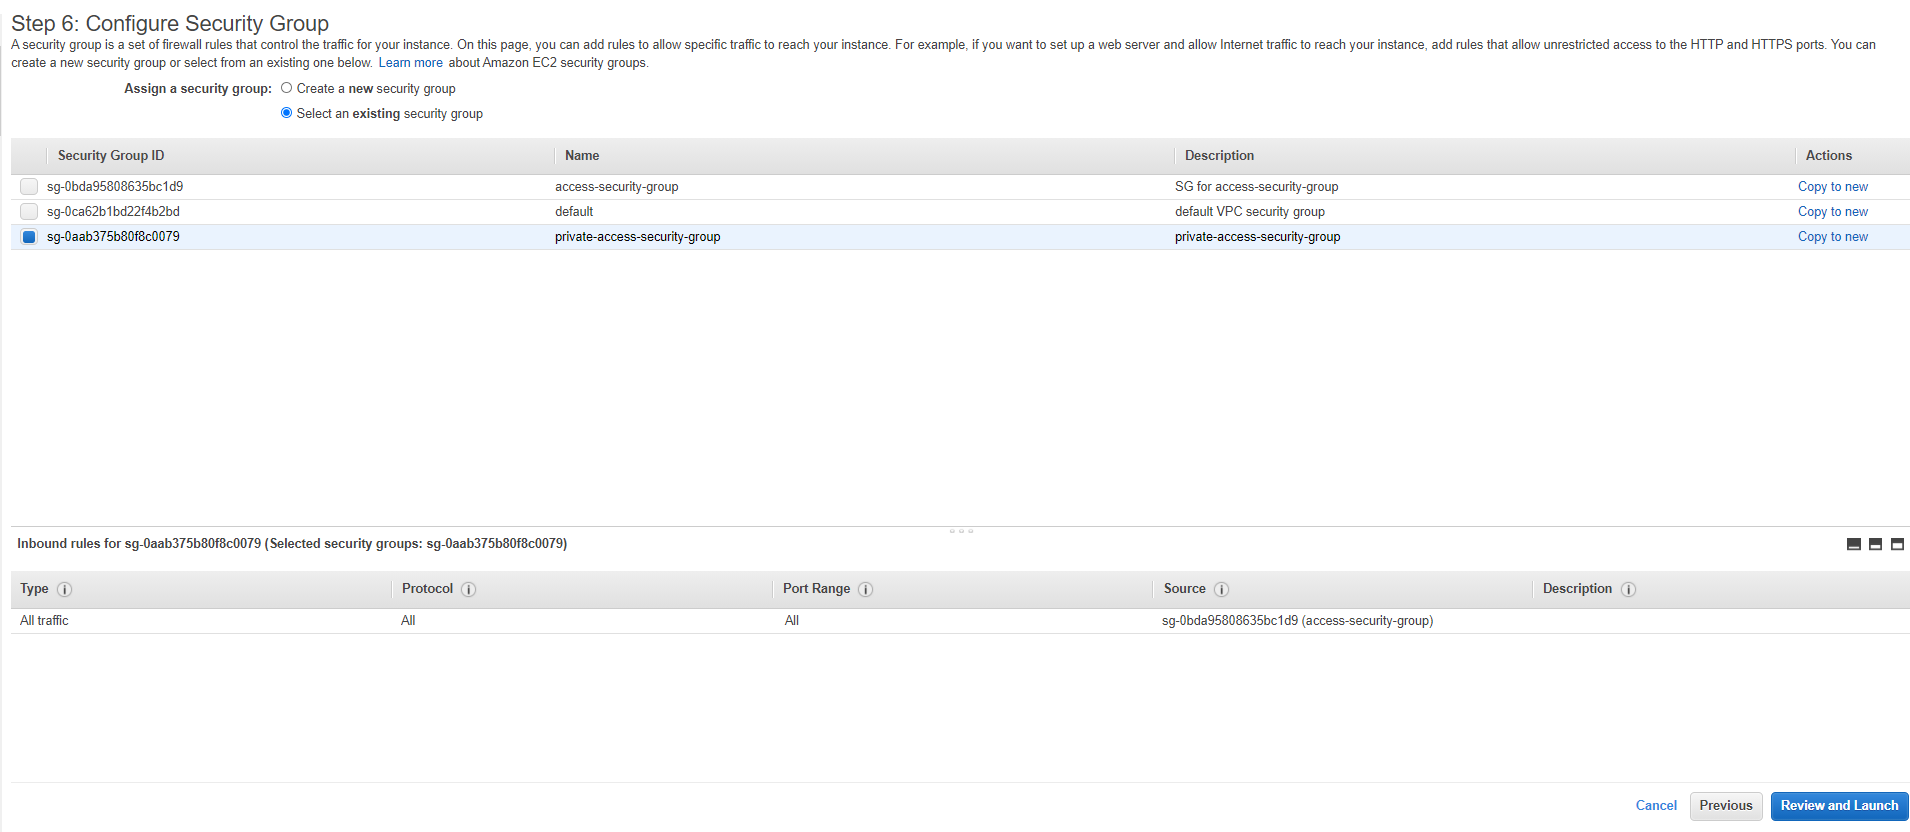 Step 6: Configure Security Group
A security group is a set of firewall rules that control the traffic for your instance. On this page, you can add rules to allow specific traffic to reach your instance. For example, if you want to set up a web server and allow Internet traffic to reach your instance, add rules that allow unrestricted access to the HTTP and HTTPS ports. You can
create a new security group or select from an existing one below. Learn more about Amazon EC2 security groups.
Assign a security group: Create a new security group
Select an existing security group
Security Group ID Name Description Actions
sg-0bda95808635bc1d9 access-security-group SG for access-security-group Copy to new
sg-0ca62b1bd22f4b2bd default default VPC security group Copy to new
sg-0aab375b80f8c0079 private-access-security-group private-access-security-group Copy to new
Inbound rules for sg-0aab375b80f8c0079 (Selected security groups: sg-0aab375b80f8c0079)
Type Protocol Port Range Source Description
All traffic All All sg-0bda95808635bc1d9 (access-security-group)
Cancel Previous Review and Launch